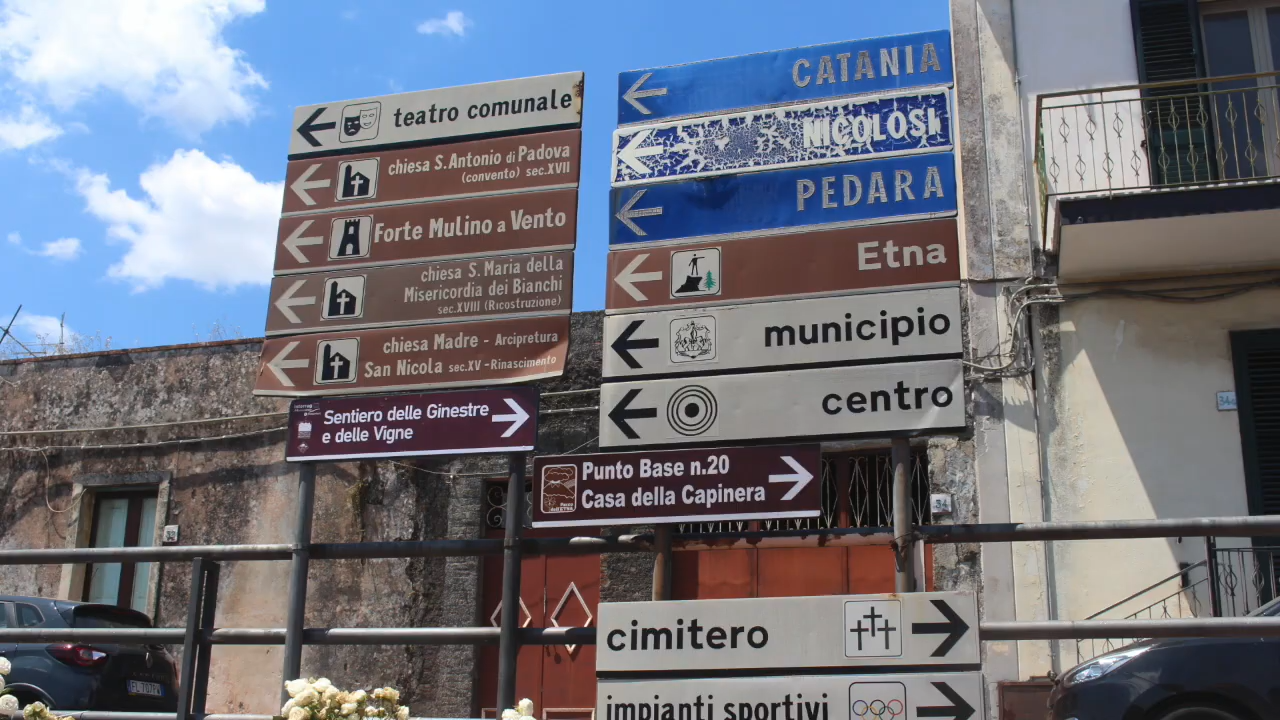 teatro comunale
chiesa S. Antonio di Padova
(convento) sec.XVII
Forte Mulino a Vento
chiesa S. Maria della
Misericordia dei Bianchi
sec.XVIII (Ricostruzione)
chiesa Madre - Arcipretura
San Nicola sec.XV - Rinascimento
Sentiero delle Ginestre
e delle Vigne
CATANIA
NICOLOSI
PEDARA
Etna
municipio
centro
Punto Base n.20
Casa della Capinera
cimitero
impianti sportivi
34